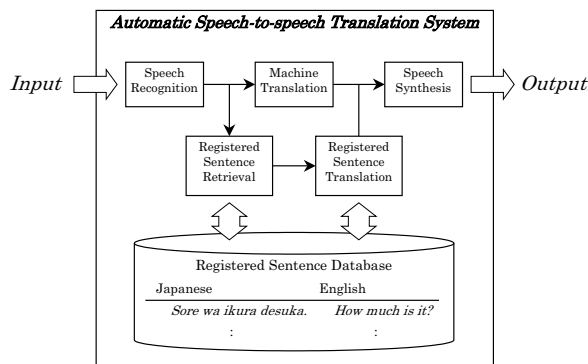 Automatic Speech-to-speech Translation System
Input
Speech
Recognition
Machine
Translation
Speech
Synthesis
Output
Registered
Sentence
Retrieval
Registered
Sentence
Translation
Registered Sentence Database
Japanese English
Sore wa ikura desuka. How much is it?
: :